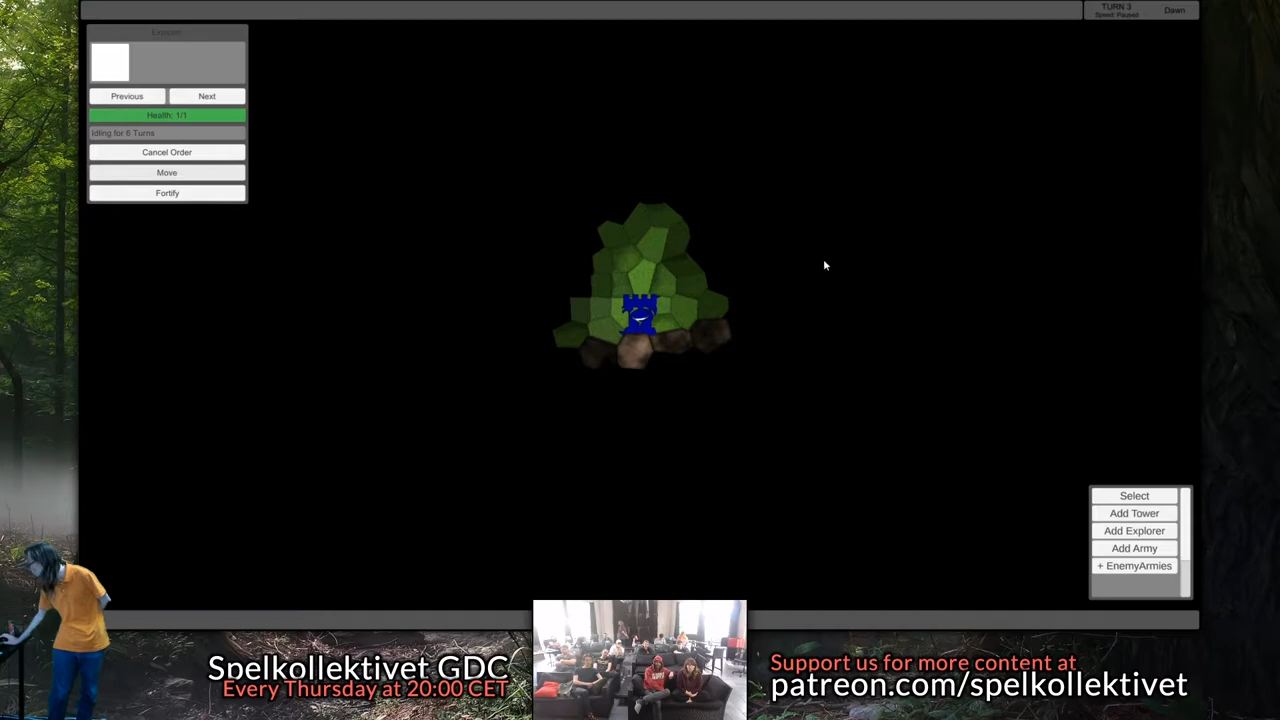 TURN 3
Speed: Paused
Dawn
Previous
Next
Health: 1/1
Idling for 6 Turns
Cancel Order
Move
Fortify
Select
Add Tower
Add Explorer
Add Army
+ EnemyArmies
Spelkollektivet GDC
Every Thursday at 20:00 CET
Support us for more content at
patreon.com/spelkollektivet